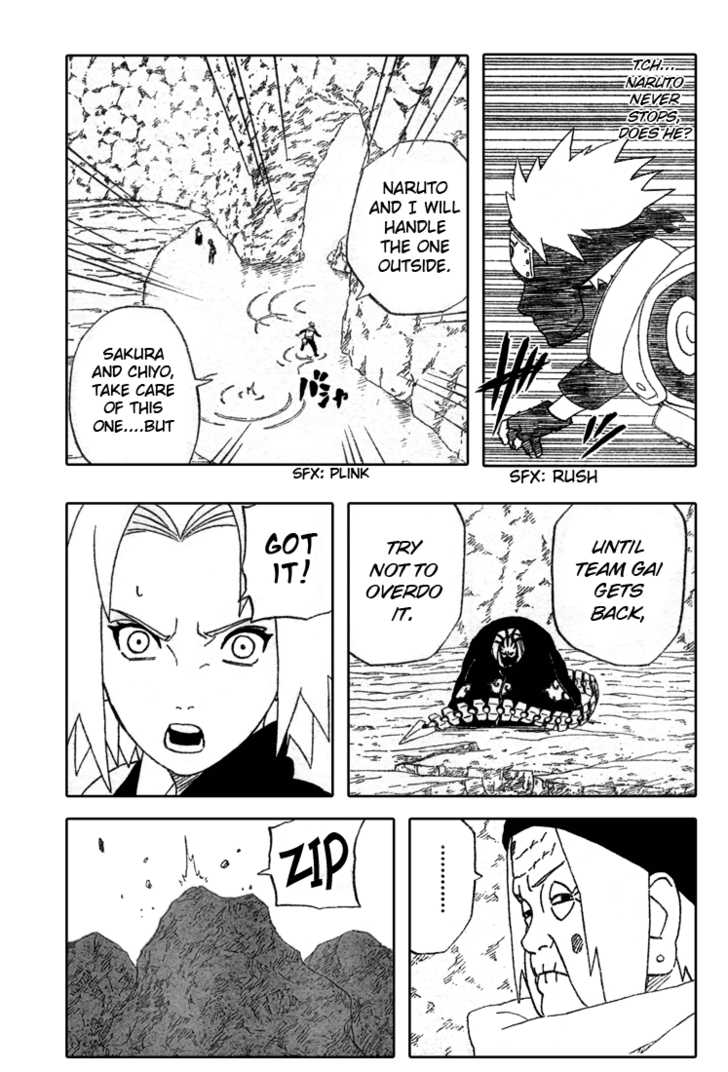 TCH...
NARUTO
NEVER
STOPS,
DOES HE?
SFX: RUSH
NARUTO
AND I WILL
HANDLE
THE ONE
OUTSIDE.
SAKURA
AND CHIYO,
TAKE CARE
OF THIS
ONE....BUT
バシャ
SFX: PLINK
UNTIL
TEAM GAI
GETS
BACK,
TRY
NOT TO
OVERDO
IT.
GOT
IT!
.........
ZIP